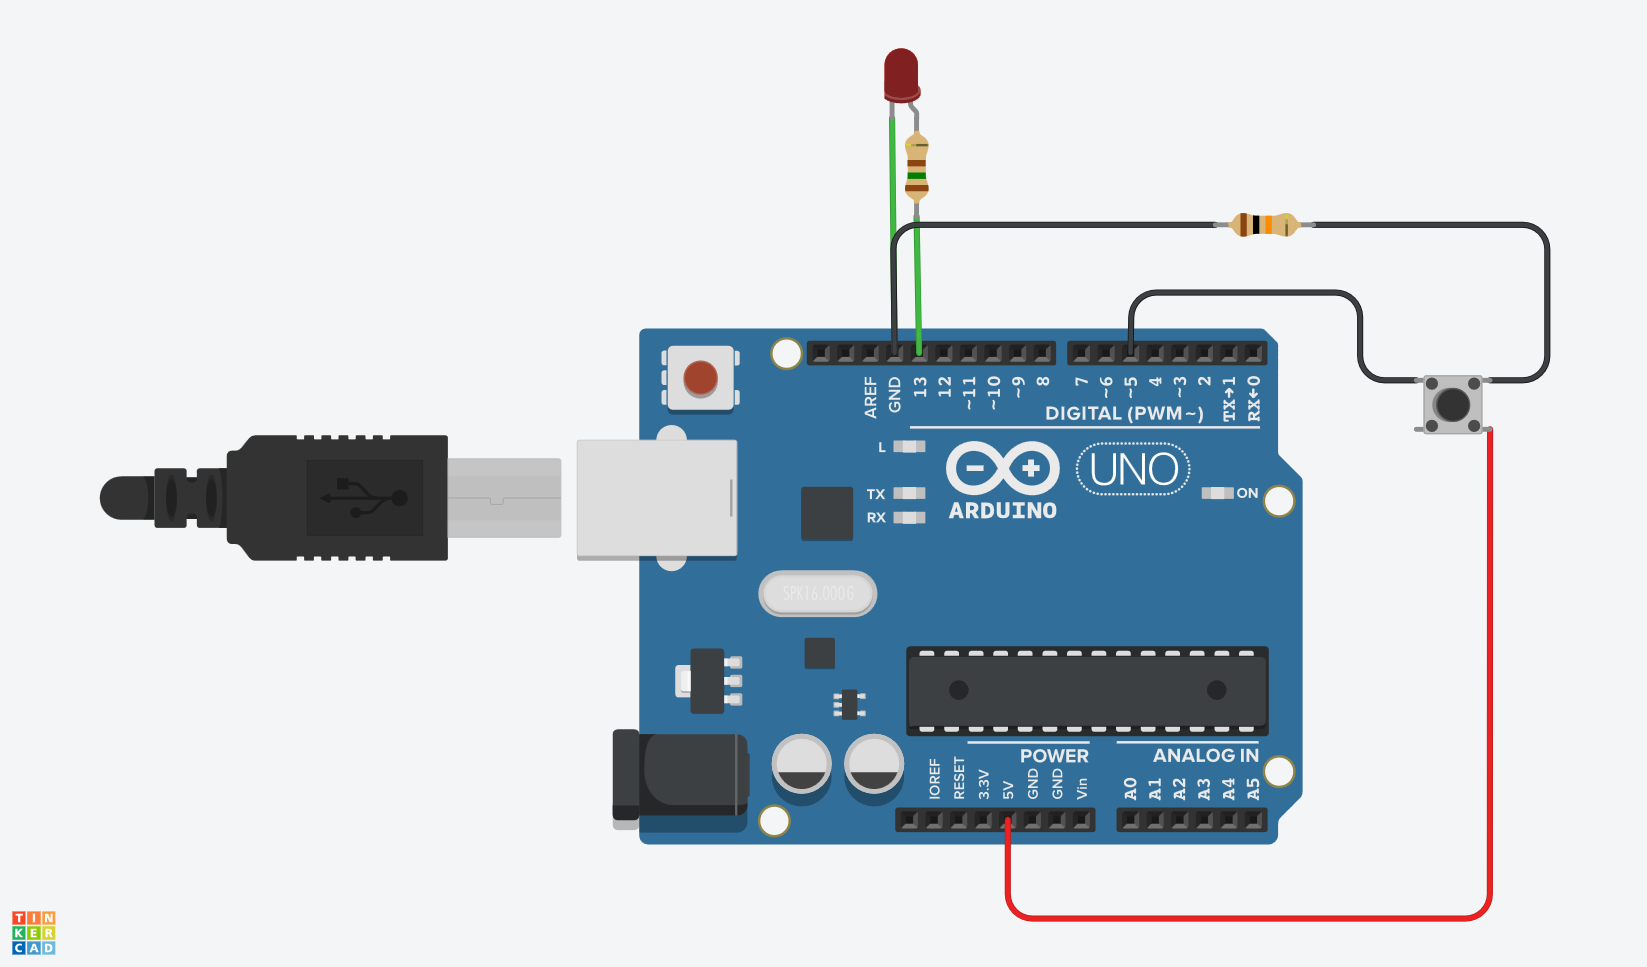 AREF
GND
13
12
~11
~10
~9
8
7
~6
~5
4
~3
2
TX→1
RX←0
DIGITAL (PWM~)
L
TX
RX
ARDUINO
UNO
ON
SPK16.000G
POWER
ANALOG IN
IOREF
RESET
3.3V
5V
GND
GND
Vin
A0
A1
A2
A3
A4
A5
TIN
KER
CAD